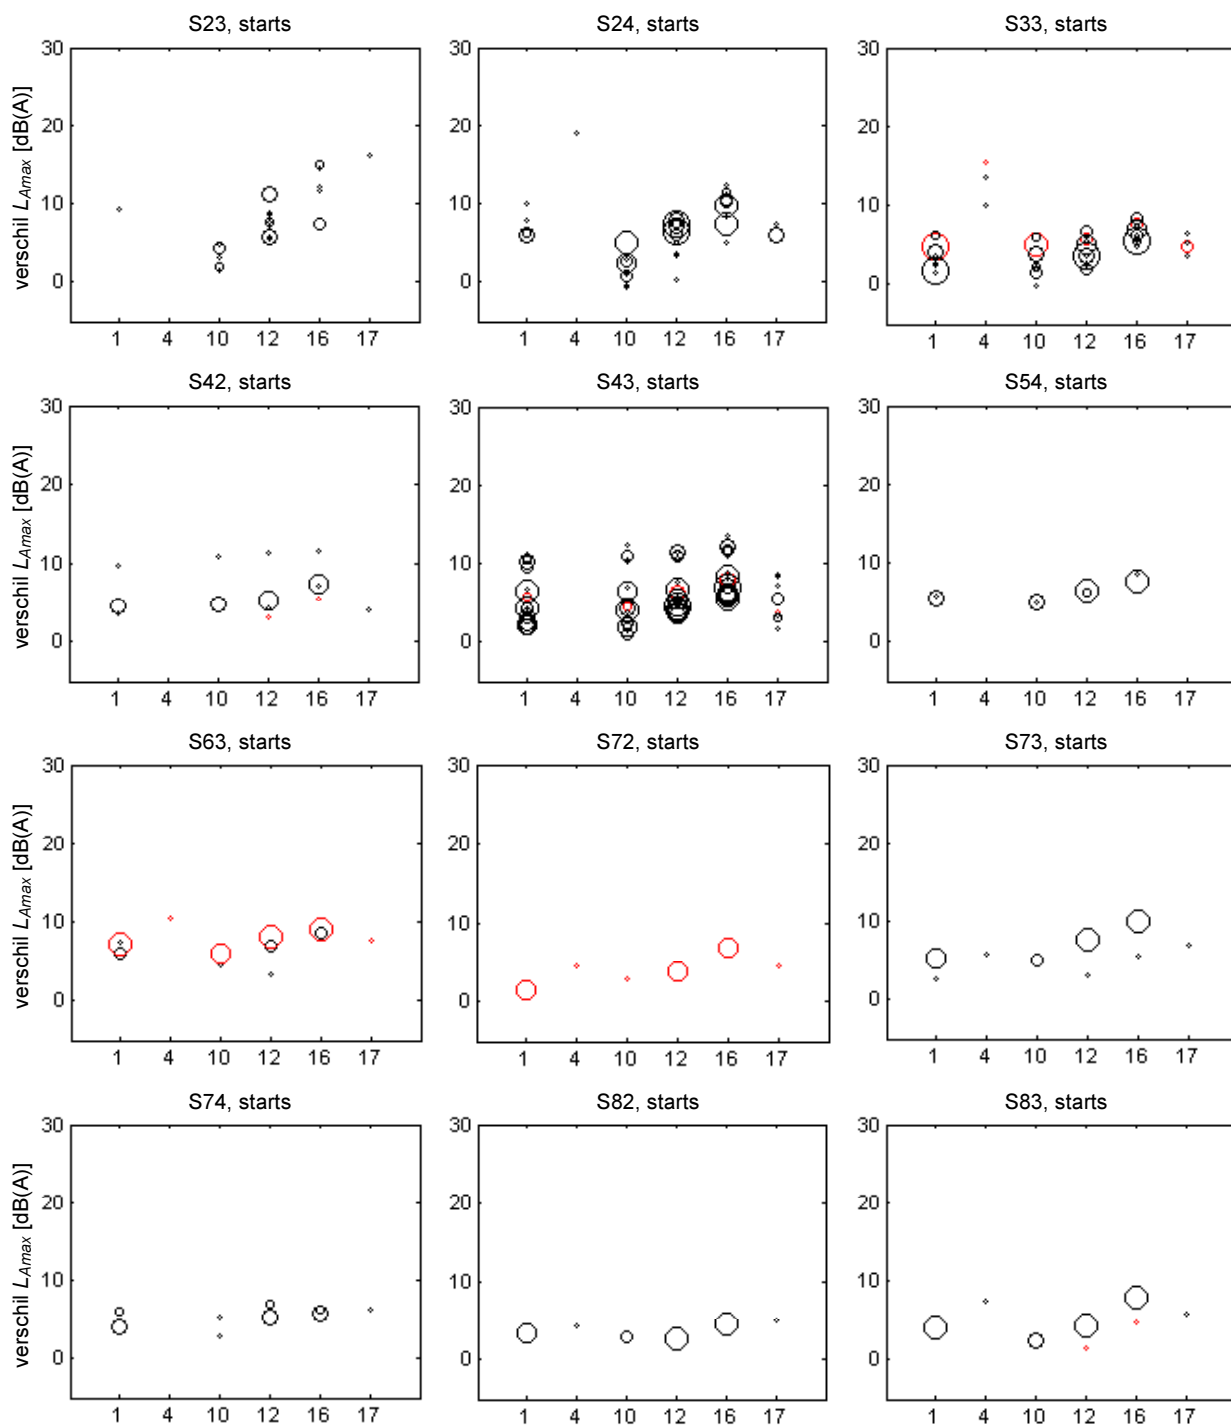 S23, starts S24, starts S33, starts
verschil LAmax [dB(A)]
30 30 30
20 20 20
10 10 10
0 0 0
1 4 10 12 16 17 1 4 10 12 16 17 1 4 10 12 16 17
S42, starts S43, starts S54, starts
verschil LAmax [dB(A)]
30 30 30
20 20 20
10 10 10
0 0 0
1 4 10 12 16 17 1 4 10 12 16 17 1 4 10 12 16 17
S63, starts S72, starts S73, starts
verschil LAmax [dB(A)]
30 30 30
20 20 20
10 10 10
0 0 0
1 4 10 12 16 17 1 4 10 12 16 17 1 4 10 12 16 17
S74, starts S82, starts S83, starts
verschil LAmax [dB(A)]
30 30 30
20 20 20
10 10 10
0 0 0
1 4 10 12 16 17 1 4 10 12 16 17 1 4 10 12 16 17